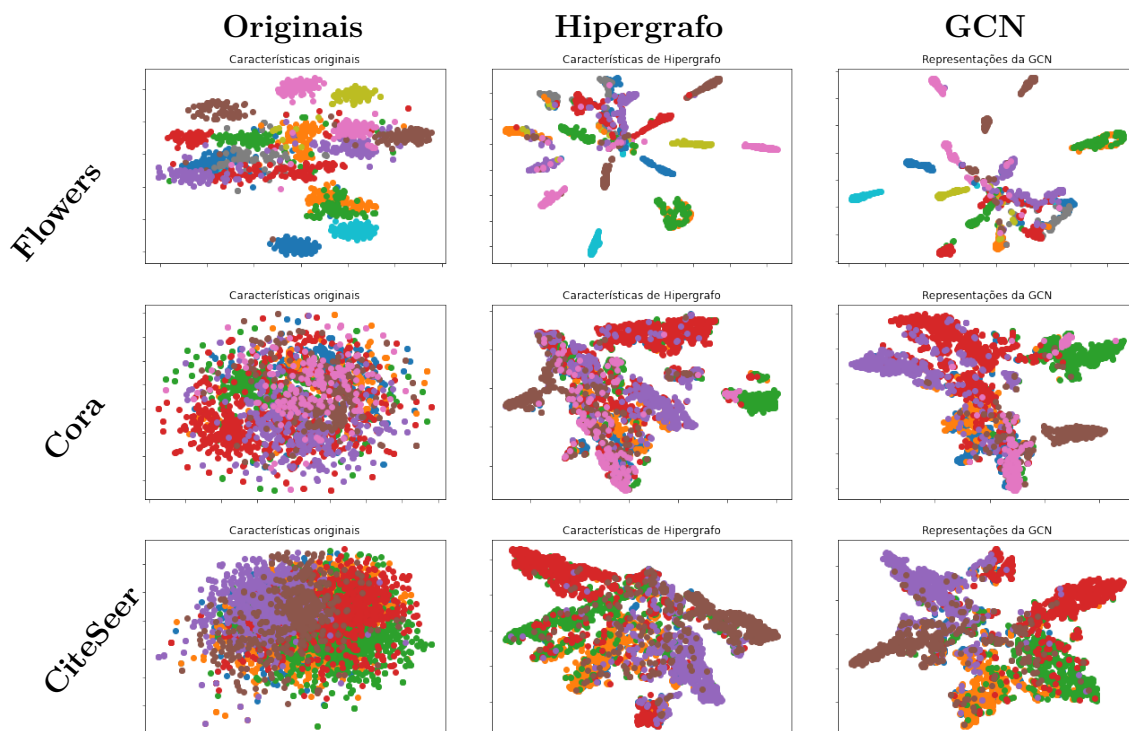 Originais
Hipergrafo
GCN
Características originais
Características de Hipergrafo
Representações da GCN
Flowers
Características originais
Características de Hipergrafo
Representações da GCN
Cora
Características originais
Características de Hipergrafo
Representações da GCN
CiteSeer